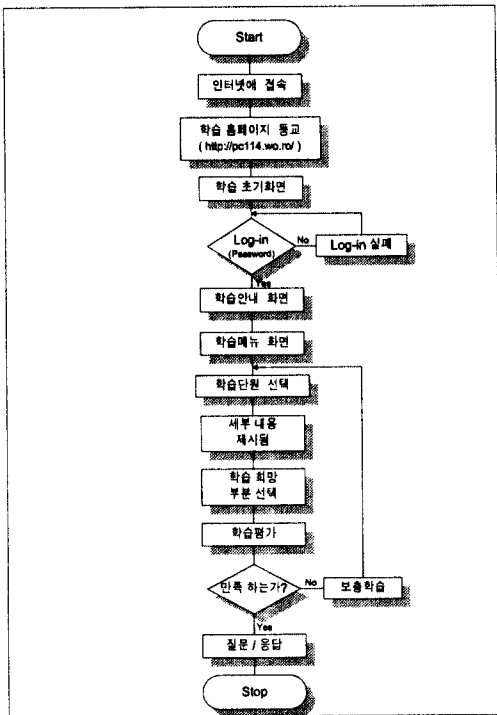 Start
인터넷에 접속
학습 홈페이지 등교
( http://pc114.wo.ro/ )
학습 초기화면
Log-in
(Password)
No
Log-in 실패
Yes
학습안내 화면
학습메뉴 화면
학습단원 선택
세부 내용
제시됨
학습 희망
부분 선택
학습평가
만족 하는가?
No
보충학습
Yes
질문 / 응답
Stop